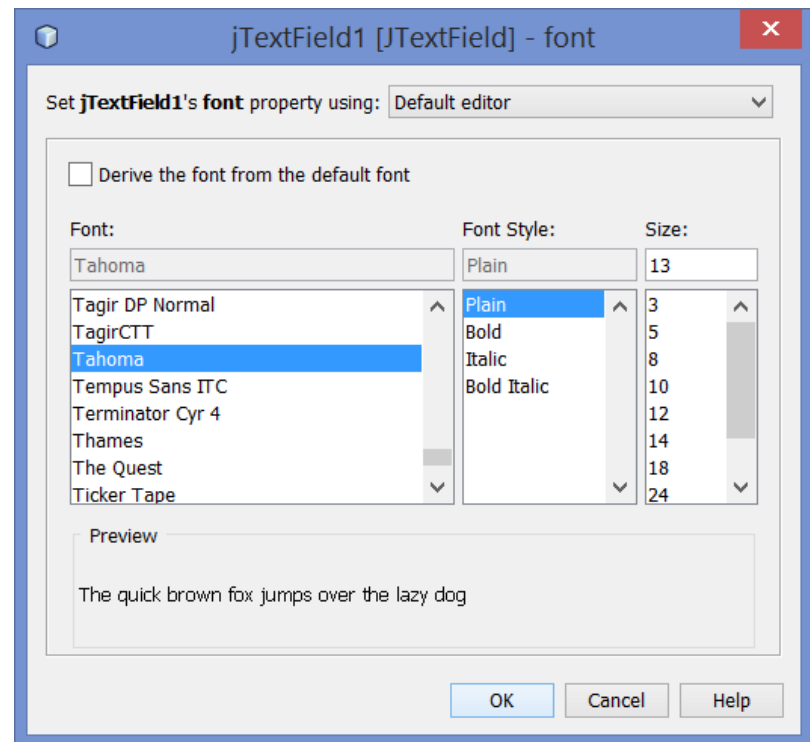 jTextField1 [JTextField] - font
Set jTextField1's font property using: Default editor
Derive the font from the default font
Font: Font Style: Size:
Tahoma Plain 13
Tagir DP Normal Plain 3
TagirCTT Bold 5
Tahoma Italic 8
Tempus Sans ITC Bold Italic 10
Terminator Cyr 4 12
Thames 14
The Quest 18
Ticker Tape 24
Preview
The quick brown fox jumps over the lazy dog
OK Cancel Help